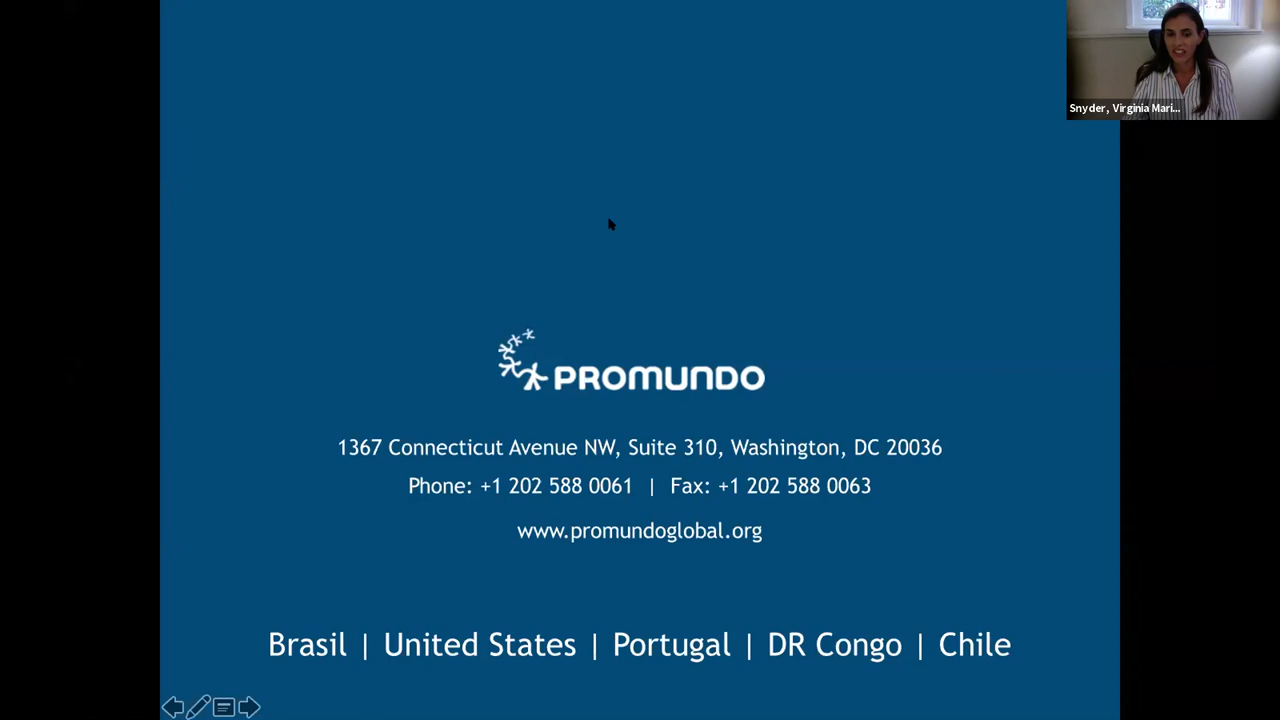 Snyder, Virginia Mari...
PROMUNDO
1367 Connecticut Avenue NW, Suite 310, Washington, DC 20036
Phone: +1 202 588 0061 | Fax: +1 202 588 0063
www.promundoglobal.org
Brasil | United States | Portugal | DR Congo | Chile